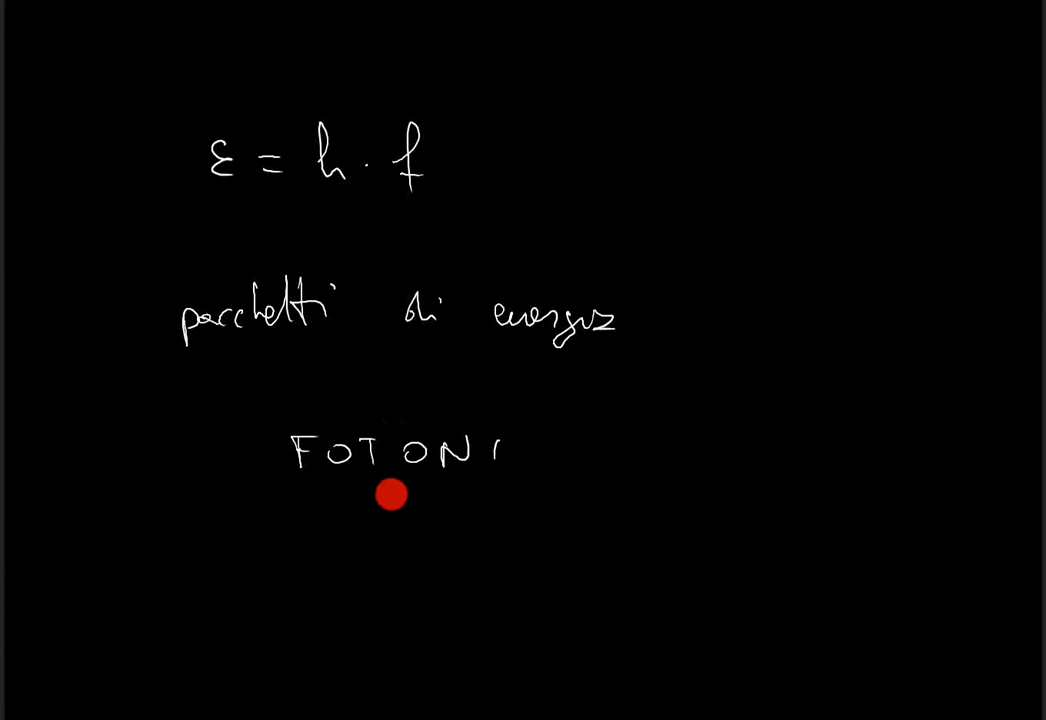 ε = h · f
pacchetti di energia
FOTONI